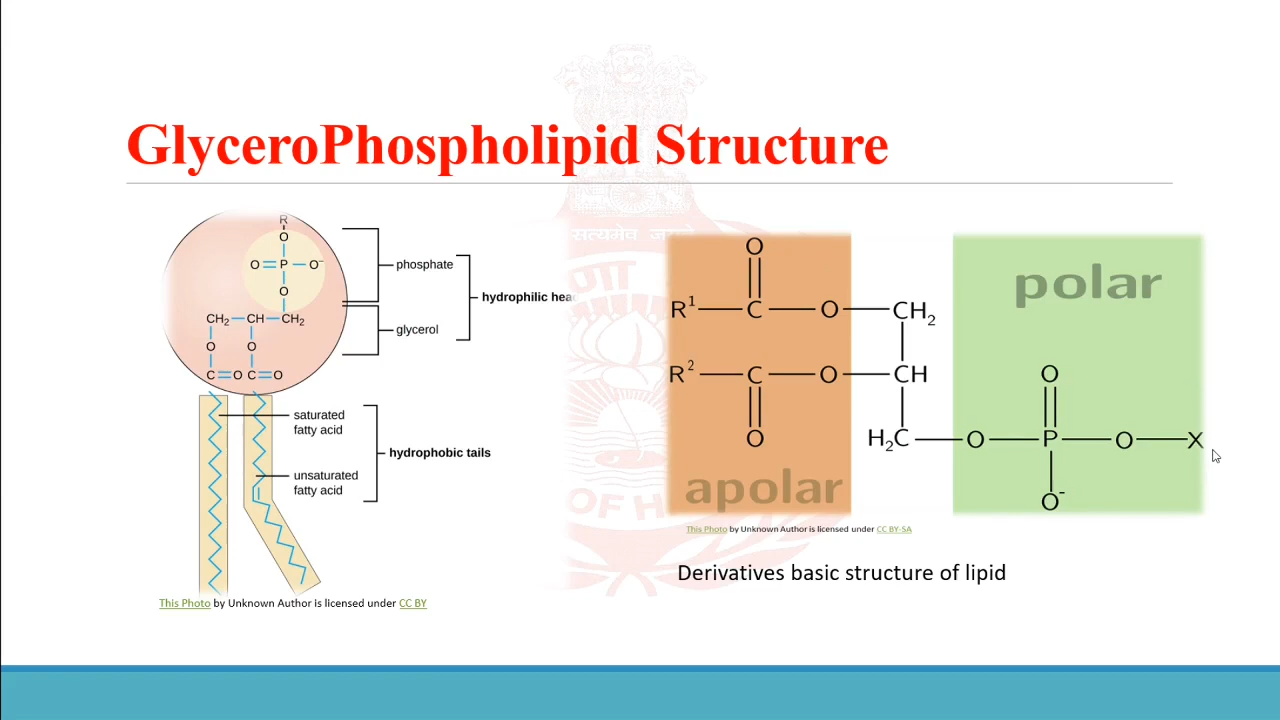 GlyceroPhospholipid Structure
R
O
O P O-
O
CH2 CH CH2
O O
C O C O
phosphate
glycerol
hydrophilic hea
saturated
fatty acid
unsaturated
fatty acid
hydrophobic tails
This Photo by Unknown Author is licensed under CC BY
सत्यमेव
polar
O
R1 C O CH2
R2 C O CH O
O H2C O P O X
O-
apolar
This Photo by Unknown Author is licensed under CC BY-SA
Derivatives basic structure of lipid